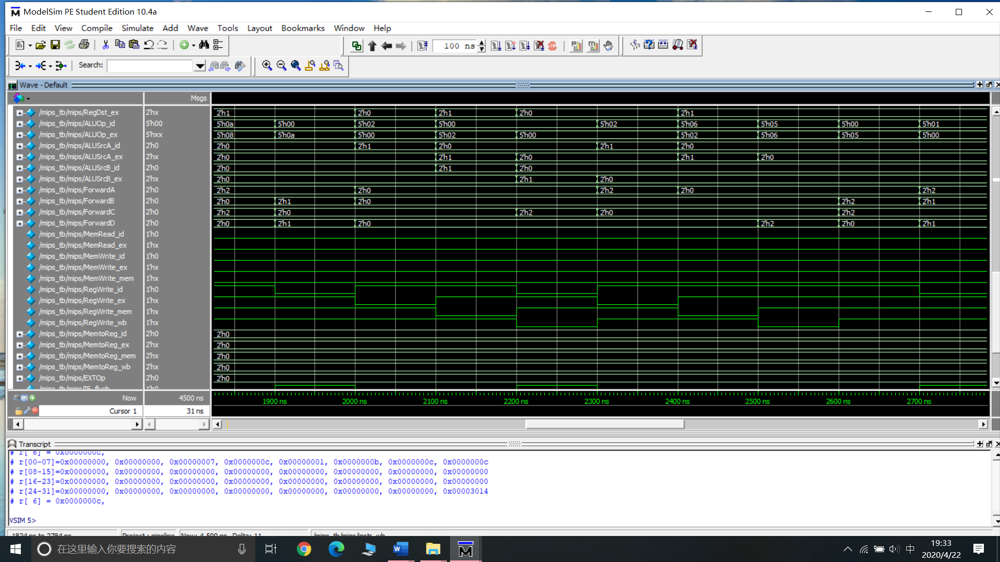 ModelSim PE Student Edition 10.4a
File Edit View Compile Simulate Add Wave Tools Layout Bookmarks Window Help
100 ns
Search:
Wave - Default
Msgs
/mips_tb/mips/RegDst_ex 2'hx 2'h1 2'h0 2'h1 2'h0 2'h1
/mips_tb/mips/ALUOp_id 5'h00 5'h0a 5'h00 5'h02 5'h00 5'h02 5'h06 5'h05 5'h00 5'h01
/mips_tb/mips/ALUOp_ex 5'hxx 5'h08 5'h0a 5'h00 5'h02 5'h00 5'h02 5'h06 5'h05 5'h00
/mips_tb/mips/ALUSrcA_id 2'h0 2'h0 2'h1 2'h0 2'h1 2'h0
/mips_tb/mips/ALUSrcA_ex 2'hx 2'h0 2'h1 2'h0 2'h1 2'h0
/mips_tb/mips/ALUSrcB_id 2'h0 2'h0 2'h1 2'h0
/mips_tb/mips/ALUSrcB_ex 2'hx 2'h0 2'h1 2'h0
/mips_tb/mips/ForwardA 2'h0 2'h2 2'h0 2'h2 2'h0 2'h2
/mips_tb/mips/ForwardB 2'h0 2'h0 2'h1 2'h0 2'h2 2'h1
/mips_tb/mips/ForwardC 2'h0 2'h2 2'h0 2'h2 2'h0 2'h2
/mips_tb/mips/ForwardD 2'h0 2'h0 2'h1 2'h0 2'h2 2'h0 2'h1
/mips_tb/mips/MemRead_id 1'h0
/mips_tb/mips/MemRead_ex 1'hx
/mips_tb/mips/MemWrite_id 1'h0
/mips_tb/mips/MemWrite_ex 1'hx
/mips_tb/mips/MemWrite_mem 1'hx
/mips_tb/mips/RegWrite_id 1'h0
/mips_tb/mips/RegWrite_ex 1'hx
/mips_tb/mips/RegWrite_mem 1'hx
/mips_tb/mips/RegWrite_wb 1'hx
/mips_tb/mips/MemtoReg_id 2'h0 2'h0
/mips_tb/mips/MemtoReg_ex 2'hx 2'h0
/mips_tb/mips/MemtoReg_mem 2'hx 2'h0
/mips_tb/mips/MemtoReg_wb 2'hx 2'h0
/mips_tb/mips/EXTOp 2'h0 2'h0
/mips_tb/mips/IF_flush 1'h0
Now 4500 ns 1900 ns 2000 ns 2100 ns 2200 ns 2300 ns 2400 ns 2500 ns 2600 ns 2700 ns
Cursor 1 31 ns
Transcript
# r[ 6] = 0x0000000c,
# r[00-07]=0x00000000, 0x00000000, 0x00000007, 0x0000000c, 0x00000001, 0x0000000b, 0x0000000c, 0x0000000c
# r[08-15]=0x00000000, 0x00000000, 0x00000000, 0x00000000, 0x00000000, 0x00000000, 0x00000000, 0x00000000
# r[16-23]=0x00000000, 0x00000000, 0x00000000, 0x00000000, 0x00000000, 0x00000000, 0x00000000, 0x00000000
# r[24-31]=0x00000000, 0x00000000, 0x00000000, 0x00000000, 0x00000000, 0x00000000, 0x00000000, 0x00003014
# r[ 6] = 0x0000000c,
VSIM 5>
1824 ns to 2784 ns Project : pipeline Now: 4,500 ns Delta: 11 /mips_tb/mips/instr_wb
在这里输入你要搜索的内容
中
19:33
2020/4/22